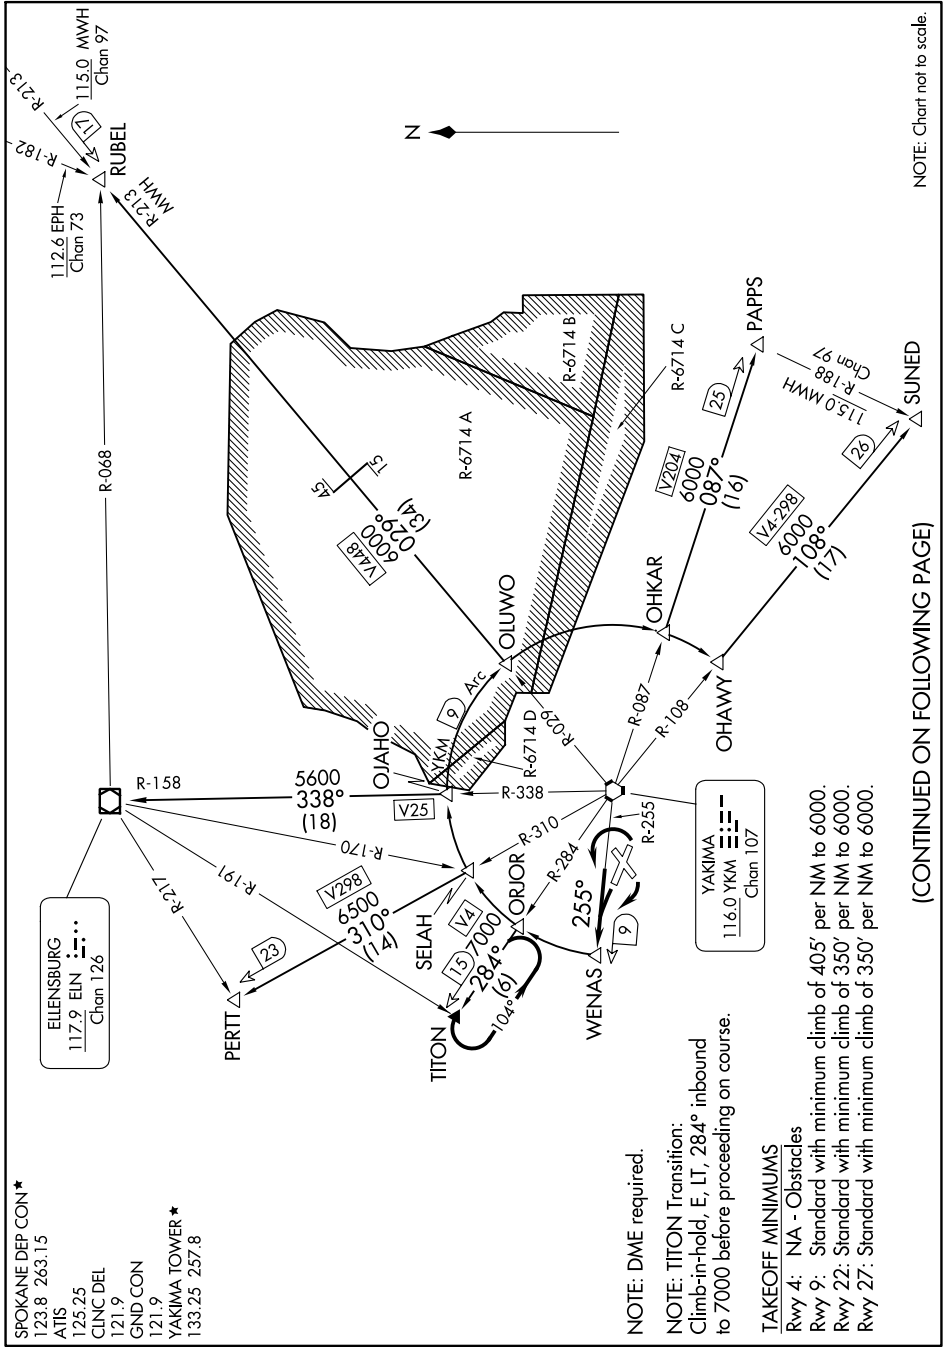 SPOKANE DEP CON★
123.8 263.15
ATIS
125.25
CLNC DEL
121.9
GND CON
121.9
YAKIMA TOWER★
133.25 257.8
ELLENSBURG
117.9 ELN
Chan 126
112.6 EPH
Chan 73
R-182
115.0 MWH
Chan 97
R-213
17
RUBEL
R-213
MWH
R-068
R-158
R-217
R-191
R-170
PERTT
23
V298
6500
310°
(14)
5600
338°
(18)
V25
OJAHO
SELAH
V448
6000
029°
(34)
45
15
N
R-6714 A
R-6714 B
R-6714 C
R-6714 D
YKM
9
Arc
OLUWO
TITON
15
V4
7000
284°
(6)
104°
ORJOR
R-284
R-310
R-338
R-029
R-087
R-108
R-255
WENAS
255°
9
YAKIMA
116.0 YKM
Chan 107
OHKAR
OHAWY
V204
6000
087°
(16)
25
PAPPS
V4-298
6000
108°
(17)
26
115.0 MWH
R-188
Chan 97
SUNED
NOTE: DME required.
NOTE: TITON Transition:
Climb-in-hold, E, LT, 284° inbound
to 7000 before proceeding on course.
TAKEOFF MINIMUMS
Rwy 4: NA - Obstacles
Rwy 9: Standard with minimum climb of 405' per NM to 6000.
Rwy 22: Standard with minimum climb of 350' per NM to 6000.
Rwy 27: Standard with minimum climb of 350' per NM to 6000.
(CONTINUED ON FOLLOWING PAGE)
NOTE: Chart not to scale.